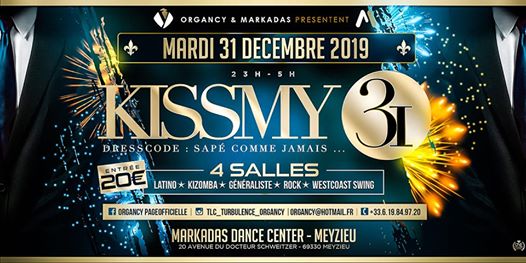 ORGANCY & MARKADAS PRESENTENT
MARDI 31 DECEMBRE 2019
23H - 5H
KISSMY 31
DRESSCODE : SAPÉ COMME JAMAIS ...
ENTRÉE
20€
4 SALLES
LATINO ★ KIZOMBA ★ GÉNÉRALISTE ★ ROCK ★ WESTCOAST SWING
ORGANCY PAGEOFFICIELLE | TLC_TURBULENCE_ORGANCY | ORGANCY@HOTMAIL.FR | +33.6.19.84.97.20
MARKADAS DANCE CENTER - MEYZIEU
20 AVENUE DU DOCTEUR SCHWEITZER - 69330 MEYZIEU